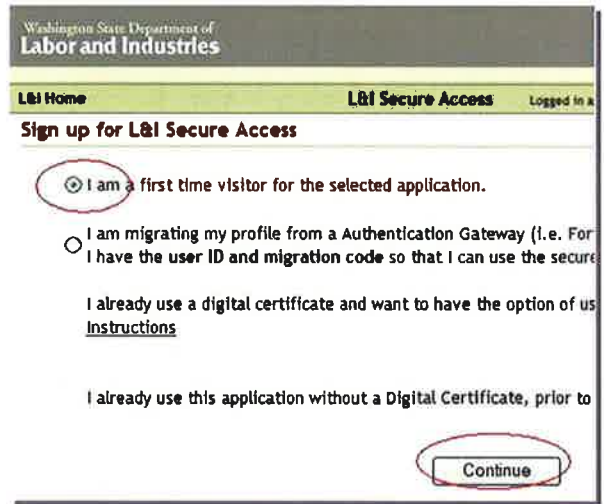 Washington State Department of
Labor and Industries
L&I Home L&I Secure Access Logged in a
Sign up for L&I Secure Access
I am a first time visitor for the selected application.
I am migrating my profile from a Authentication Gateway (i.e. For
I have the user ID and migration code so that I can use the secure
I already use a digital certificate and want to have the option of us
Instructions
I already use this application without a Digital Certificate, prior to
Continue